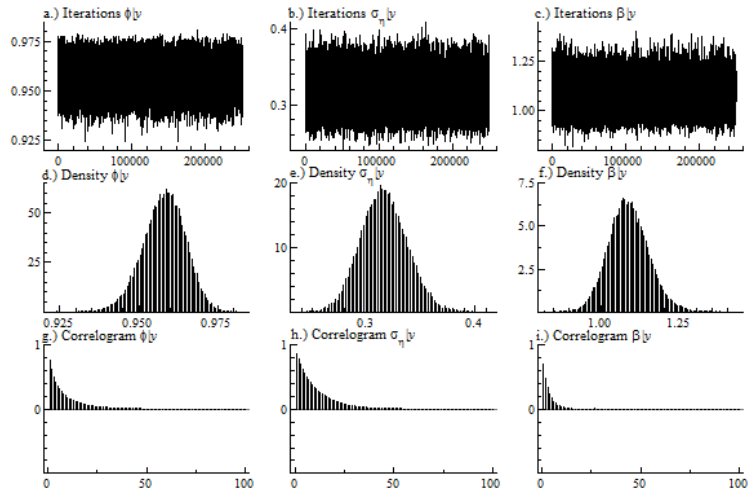 a.) Iterations ϕ|y
b.) Iterations σ_η|y
c.) Iterations β|y
0.975
0.950
0.925
0 100000 200000
0.4
0.3
0 100000 200000
1.25
1.00
0 100000 200000
d.) Density ϕ|y
e.) Density σ_η|y
f.) Density β|y
50
25
0.925 0.950 0.975
20
10
0.3 0.4
7.5
5.0
2.5
1.00 1.25
g.) Correlogram ϕ|y
h.) Correlogram σ_η|y
i.) Correlogram β|y
1
0
0 50 100
1
0
0 50 100
1
0
0 50 100